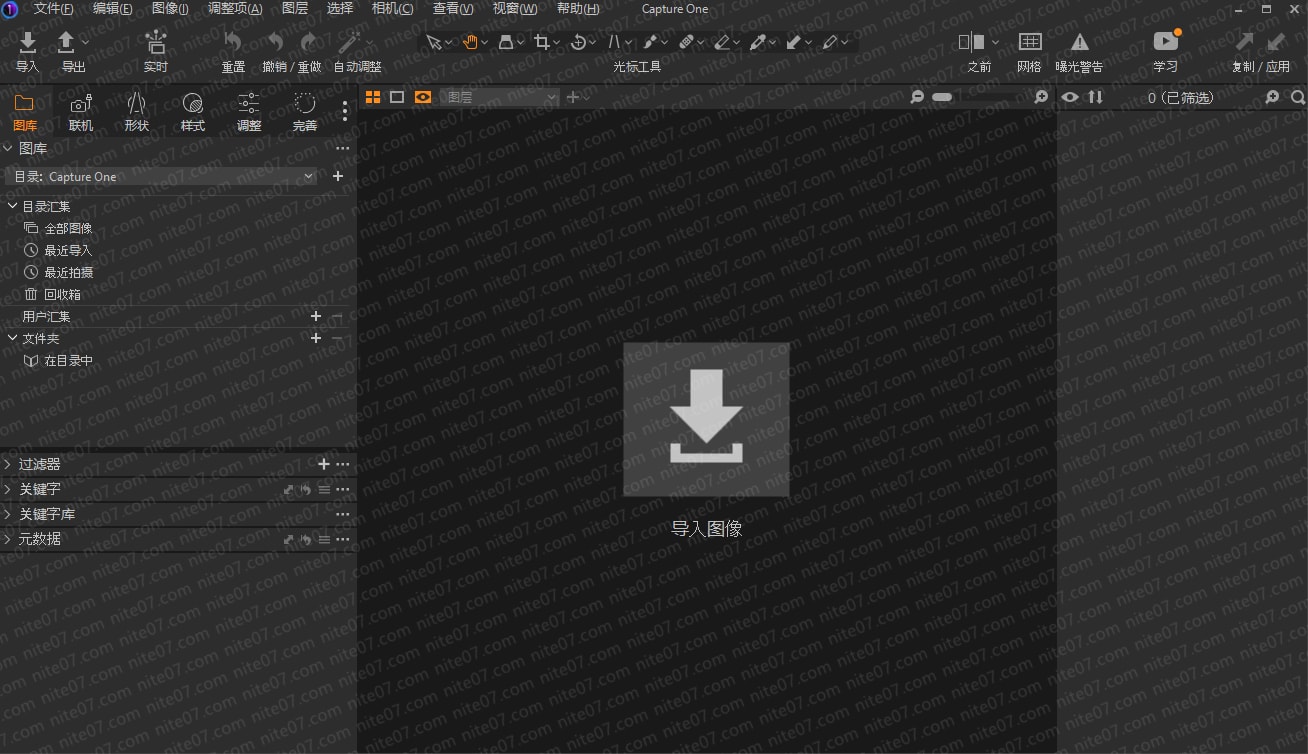 文件(F) 编辑(E) 图像(I) 调整项(A) 图层 选择 相机(C) 查看(V) 视窗(W) 帮助(H) Capture One
导入 导出 实时 重置 撤销 / 重做 自动调整 光标工具 之前 网格 曝光警告 学习 复制 / 应用
图库 联机 形状 样式 调整 完善
图层
0（已筛选）
图库
目录: Capture One
目录汇集
全部图像
最近导入
最近拍摄
回收箱
用户汇集
文件夹
在目录中
过滤器
关键字
关键字库
元数据
导入图像
nite07.com